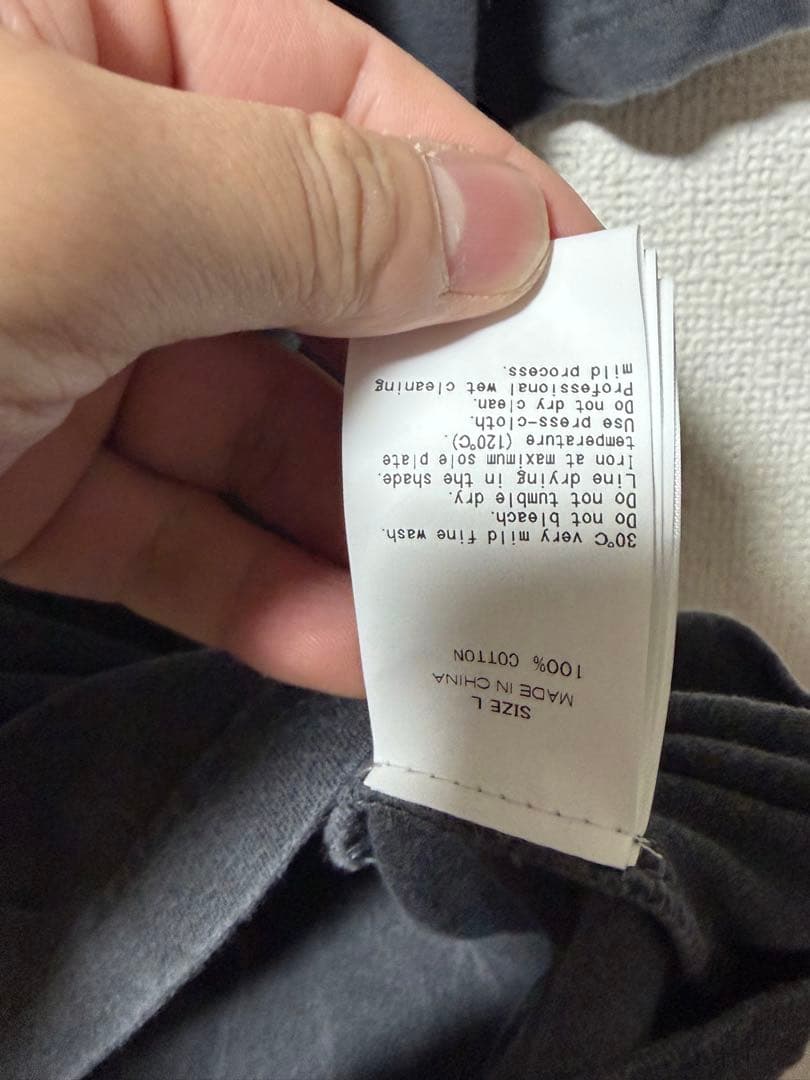 SIZE L
MADE IN CHINA
100% COTTON
30℃ very mild fine wash.
Do not bleach.
Do not tumble dry.
Line drying in the shade.
Iron at maximum sole plate
temperature (120℃).
Use press-cloth.
Do not dry clean.
Professional wet cleaning
mild process.